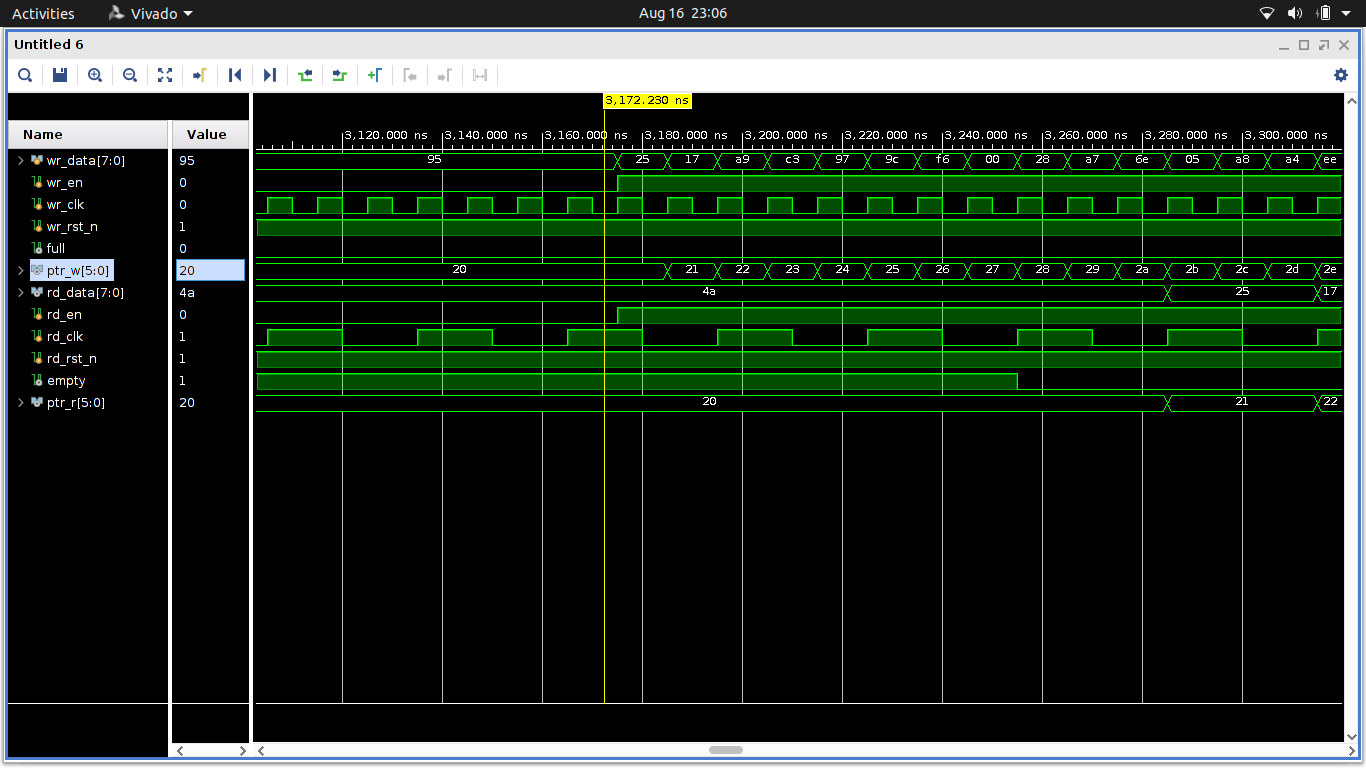 Activities Vivado Aug 16 23:06
Untitled 6
3,172.230 ns
Name Value 3,120.000 ns 3,140.000 ns 3,160.000 ns 3,180.000 ns 3,200.000 ns 3,220.000 ns 3,240.000 ns 3,260.000 ns 3,280.000 ns 3,300.000 ns
wr_data[7:0] 95 95 25 17 a9 c3 97 9c f6 00 28 a7 6e 05 a8 a4 ee
wr_en 0
wr_clk 0
wr_rst_n 1
full 0
ptr_w[5:0] 20 20 21 22 23 24 25 26 27 28 29 2a 2b 2c 2d 2e
rd_data[7:0] 4a 4a 25 17
rd_en 0
rd_clk 1
rd_rst_n 1
empty 1
ptr_r[5:0] 20 20 21 22